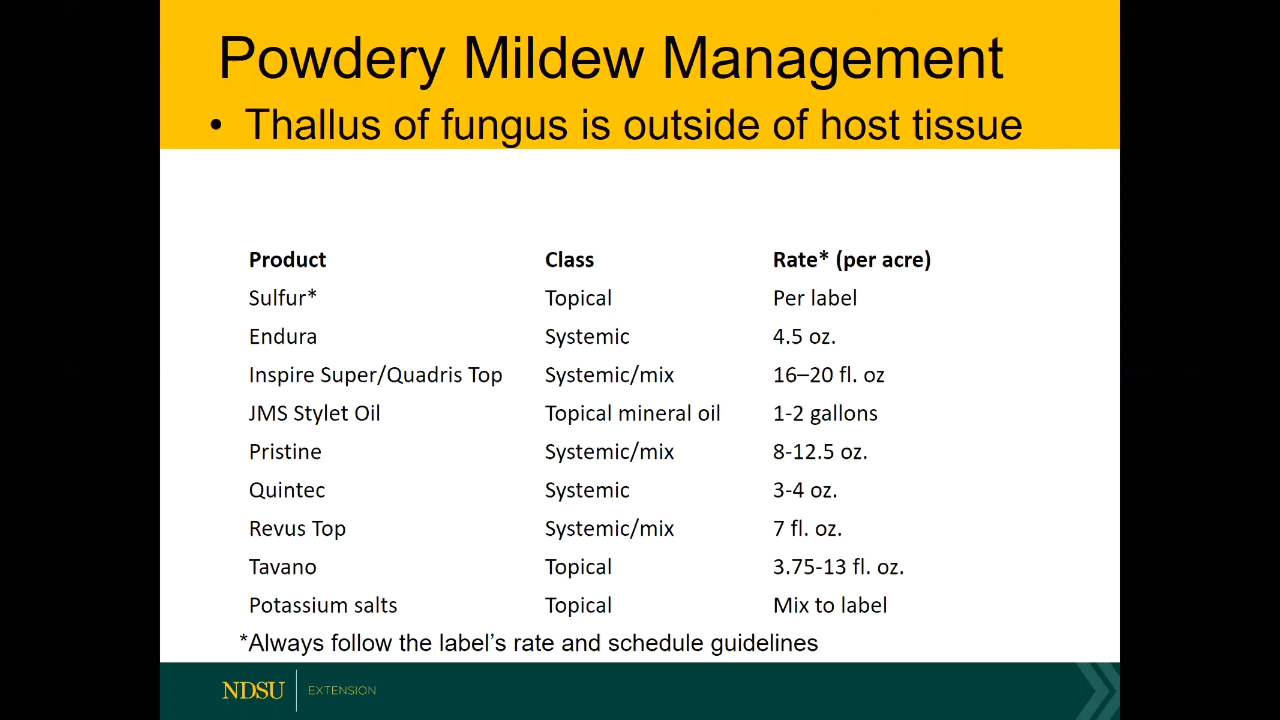 Powdery Mildew Management
• Thallus of fungus is outside of host tissue
Product Class Rate* (per acre)
Sulfur* Topical Per label
Endura Systemic 4.5 oz.
Inspire Super/Quadris Top Systemic/mix 16–20 fl. oz
JMS Stylet Oil Topical mineral oil 1-2 gallons
Pristine Systemic/mix 8-12.5 oz.
Quintec Systemic 3-4 oz.
Revus Top Systemic/mix 7 fl. oz.
Tavano Topical 3.75-13 fl. oz.
Potassium salts Topical Mix to label
*Always follow the label’s rate and schedule guidelines
NDSU EXTENSION